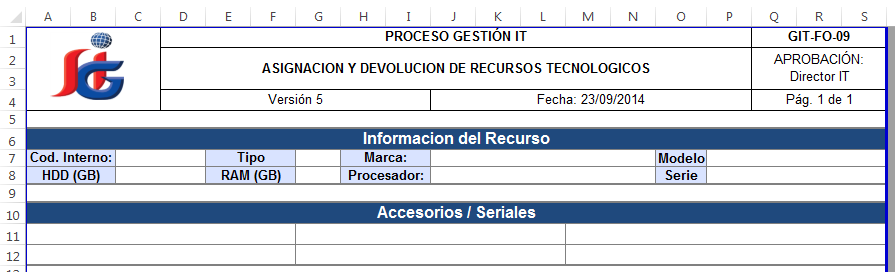 A B C D E F G H I J K L M N O P Q R S
1 PROCESO GESTIÓN IT GIT-FO-09
2 APROBACIÓN:
ASIGNACION Y DEVOLUCION DE RECURSOS TECNOLOGICOS
3 Director IT
4 Versión 5 Fecha: 23/09/2014 Pág. 1 de 1
5
6 Informacion del Recurso
7 Cod. Interno: Tipo Marca: Modelo
8 HDD (GB) RAM (GB) Procesador: Serie
9
10 Accesorios / Seriales
11
12